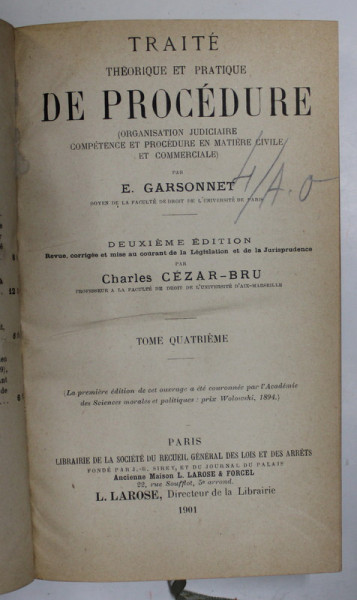 TRAITÉ
THÉORIQUE ET PRATIQUE
DE PROCÉDURE
(ORGANISATION JUDICIAIRE
COMPÉTENCE ET PROCÉDURE EN MATIÈRE CIVILE
ET COMMERCIALE)
PAR
E. GARSONNET
DOYEN DE LA FACULTÉ DE DROIT DE L'UNIVERSITÉ DE PARIS
DEUXIÈME ÉDITION
Revue, corrigée et mise au courant de la Législation et de la Jurisprudence
PAR
Charles CÉZAR-BRU
PROFESSEUR A LA FACULTÉ DE DROIT DE L'UNIVERSITÉ D'AIX-MARSEILLE
TOME QUATRIÈME
(La première édition de cet ouvrage a été couronnée par l'Académie
des Sciences morales et politiques : prix Wolowski, 1894.)
PARIS
LIBRAIRIE DE LA SOCIÉTÉ DU RECUEIL GÉNÉRAL DES LOIS ET DES ARRÊTS
FONDÉ PAR J.-B. SIREY, ET DU JOURNAL DU PALAIS
Ancienne Maison L. LAROSE & FORCEL
22, rue Soufflot, 5e arrond.
L. LAROSE, Directeur de la Librairie
1901